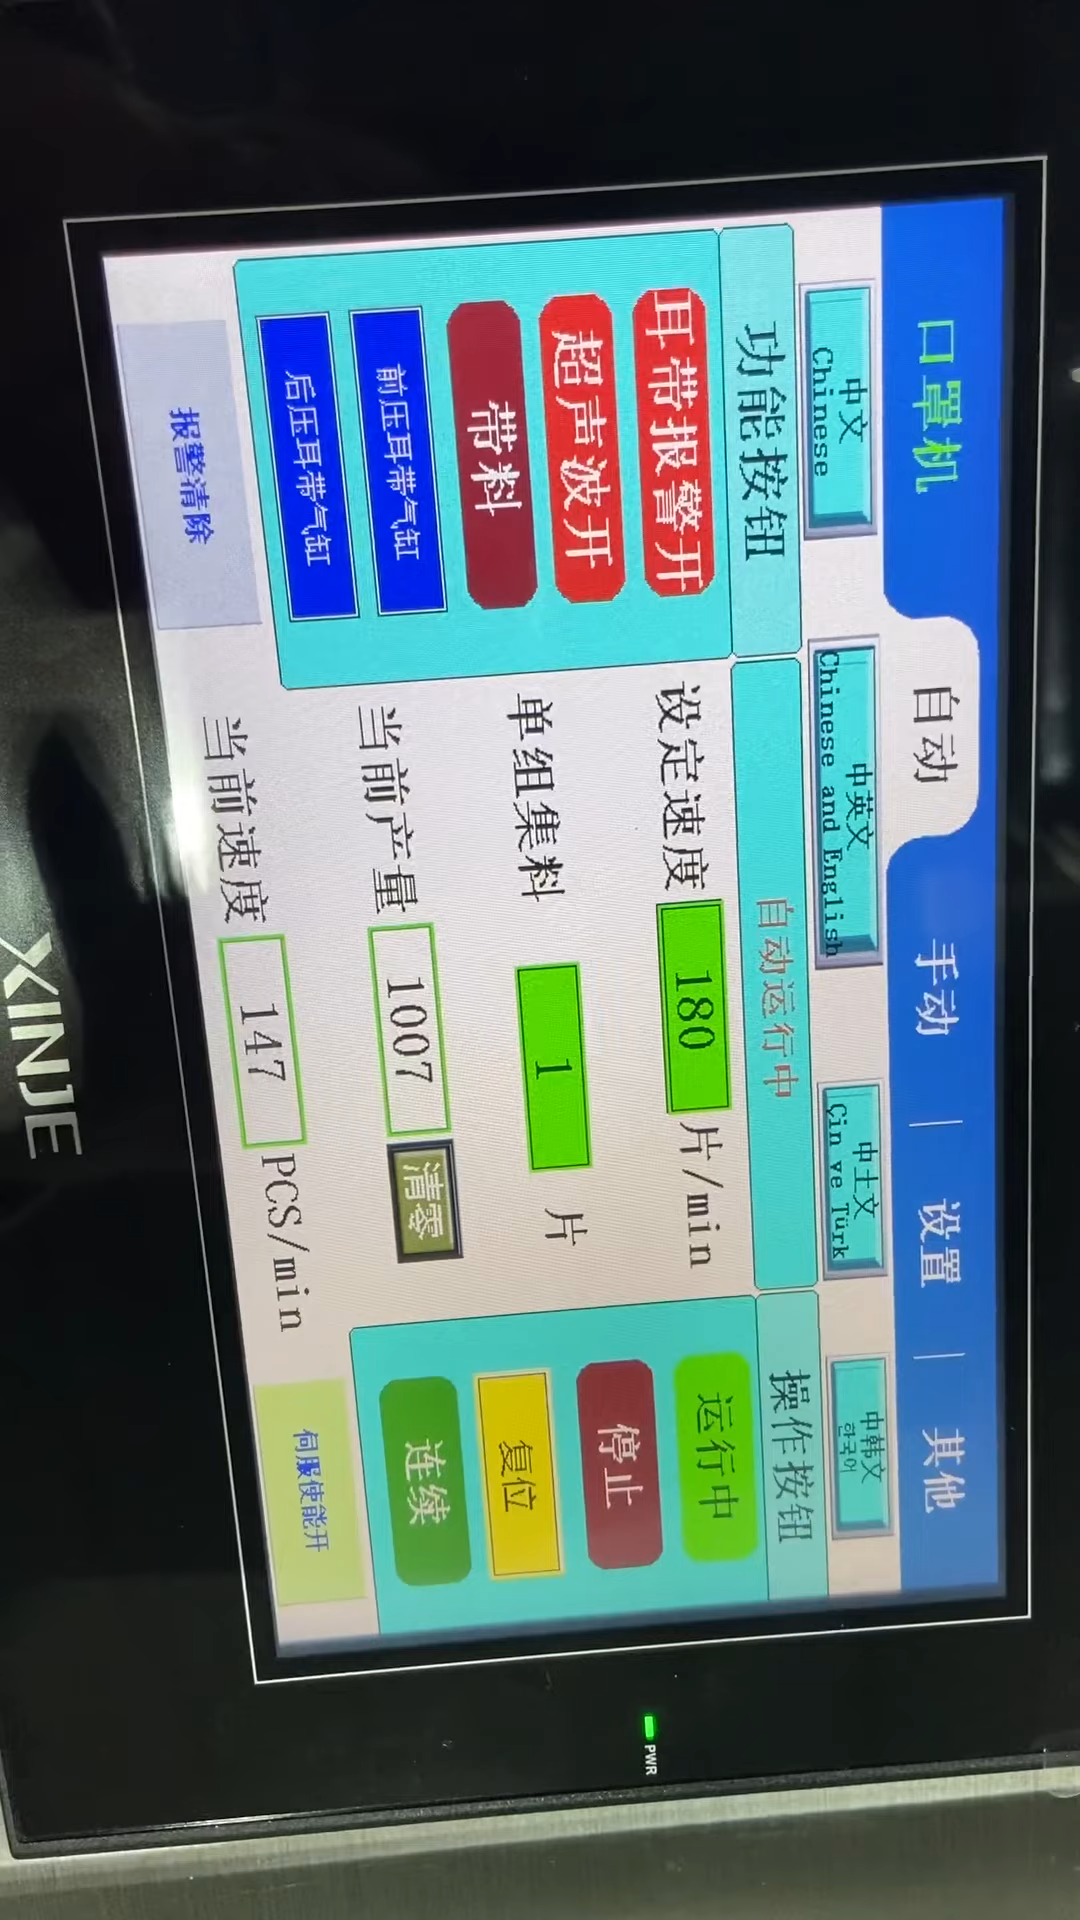 口罩机
自动
手动
设置
其他
中文
Chinese
中英文
Chinese and English
中土文
Çin ve Türk
中韩文
한국어
功能按钮
自动运行中
操作按钮
耳带报警开
超声波开
带料
前压耳带气缸
后压耳带气缸
报警清除
设定速度 180 片/min
单组集料 1 片
当前产量 1007 清零
当前速度 147 PCS/min
运行中
停止
复位
连续
伺服使能开
XINJE
PWR